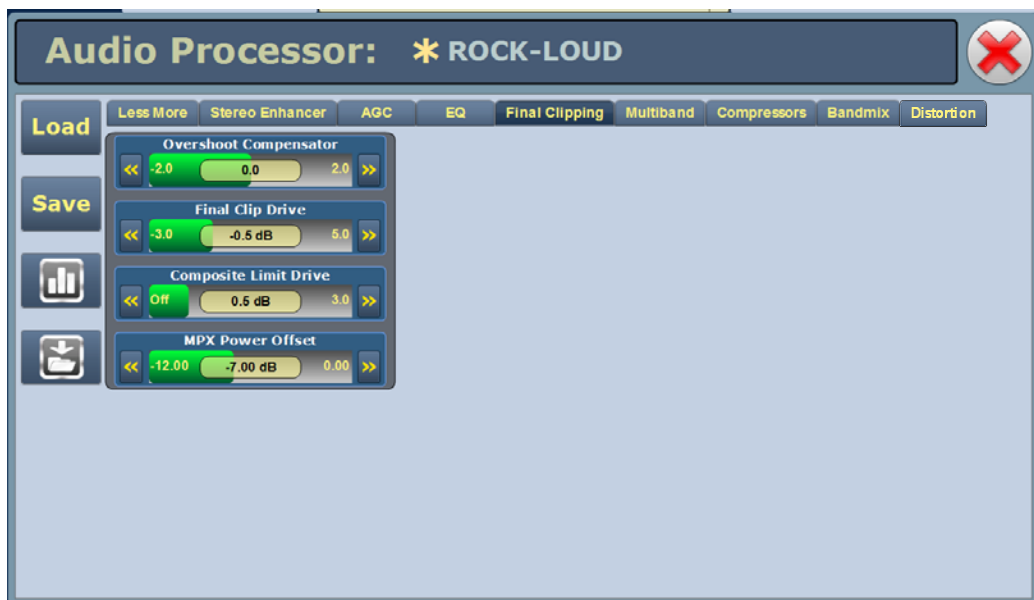 Audio Processor: * ROCK-LOUD
Load
Save
Less More Stereo Enhancer AGC EQ Final Clipping Multiband Compressors Bandmix Distortion
Overshoot Compensator
<< -2.0 0.0 2.0 >>
Final Clip Drive
<< -3.0 -0.5 dB 5.0 >>
Composite Limit Drive
<< Off 0.5 dB 3.0 >>
MPX Power Offset
<< -12.00 -7.00 dB 0.00 >>